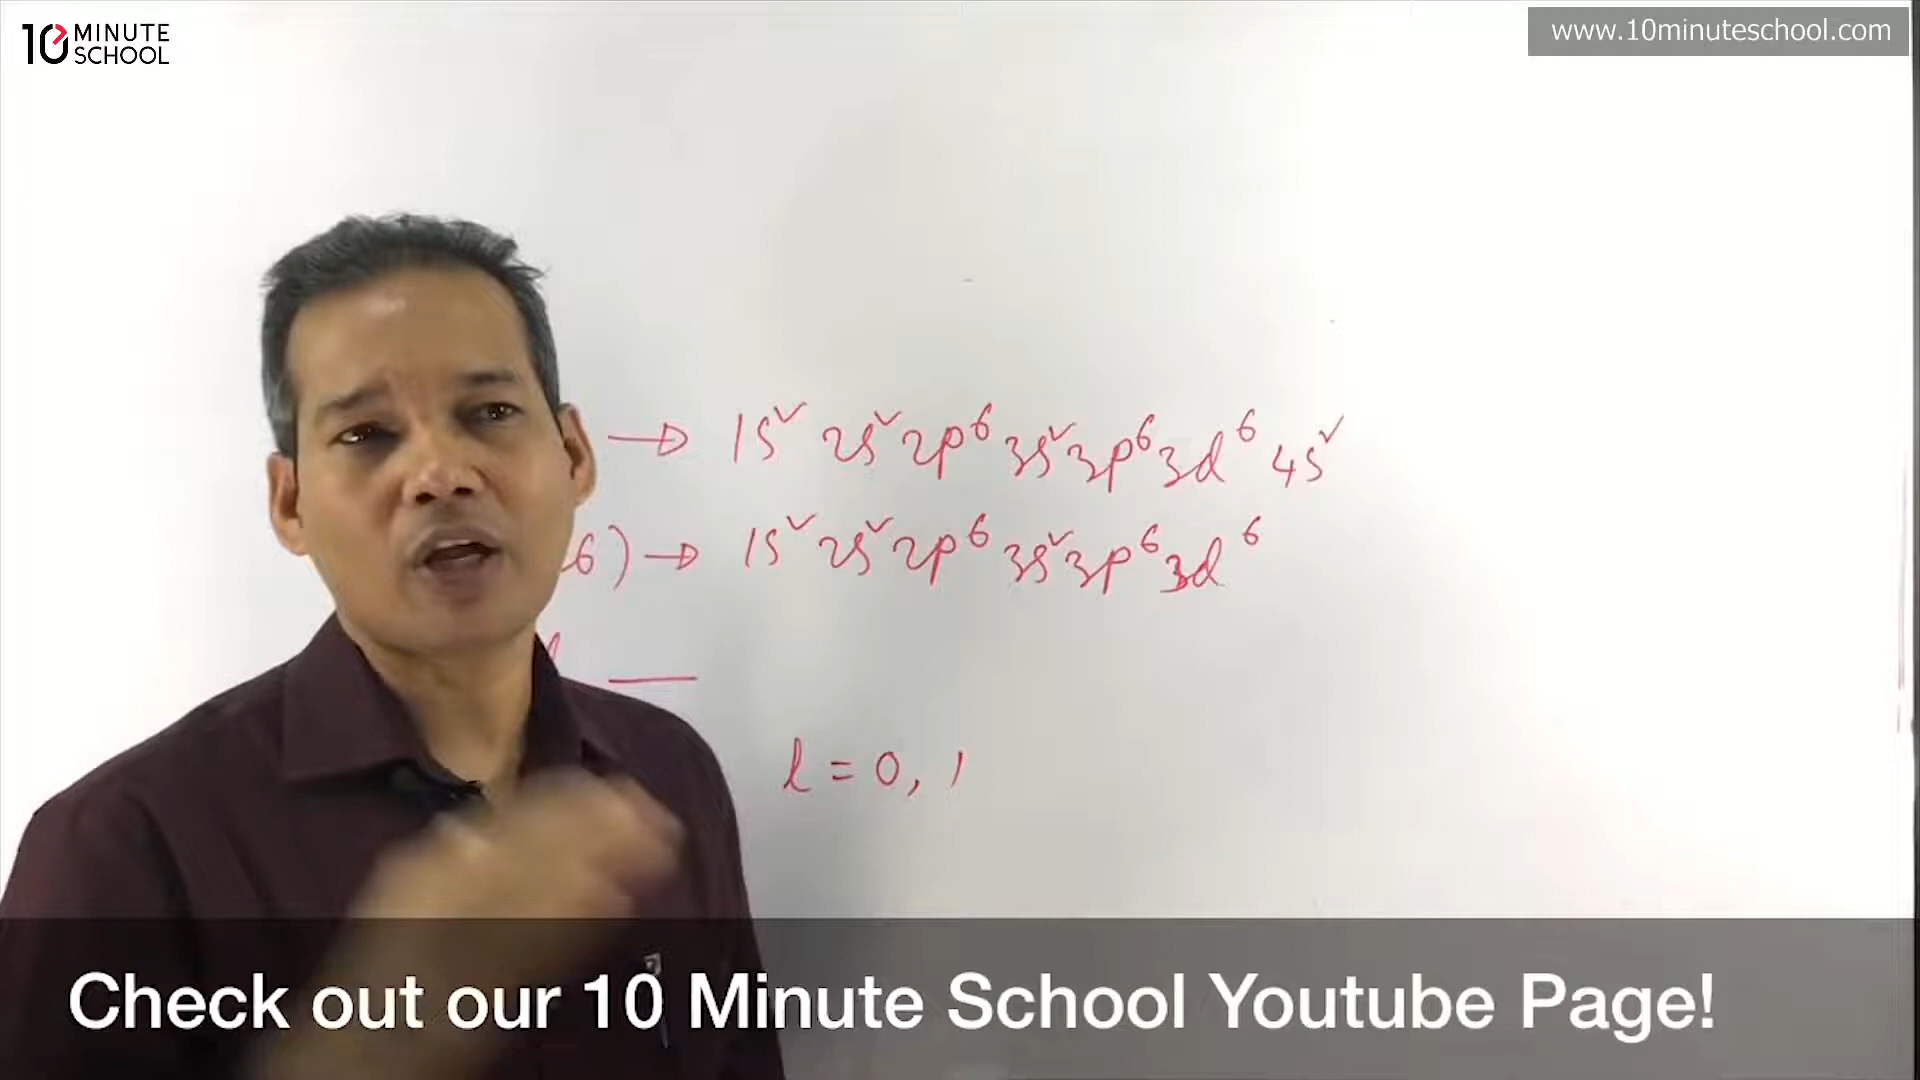 10 MINUTE SCHOOL
www.10minuteschool.com
→ 1s² 2s² 2p⁶ 3s² 3p⁶ 3d⁶ 4s²
6) → 1s² 2s² 2p⁶ 3s² 3p⁶ 3d⁶
l = 0, 1
Check out our 10 Minute School Youtube Page!